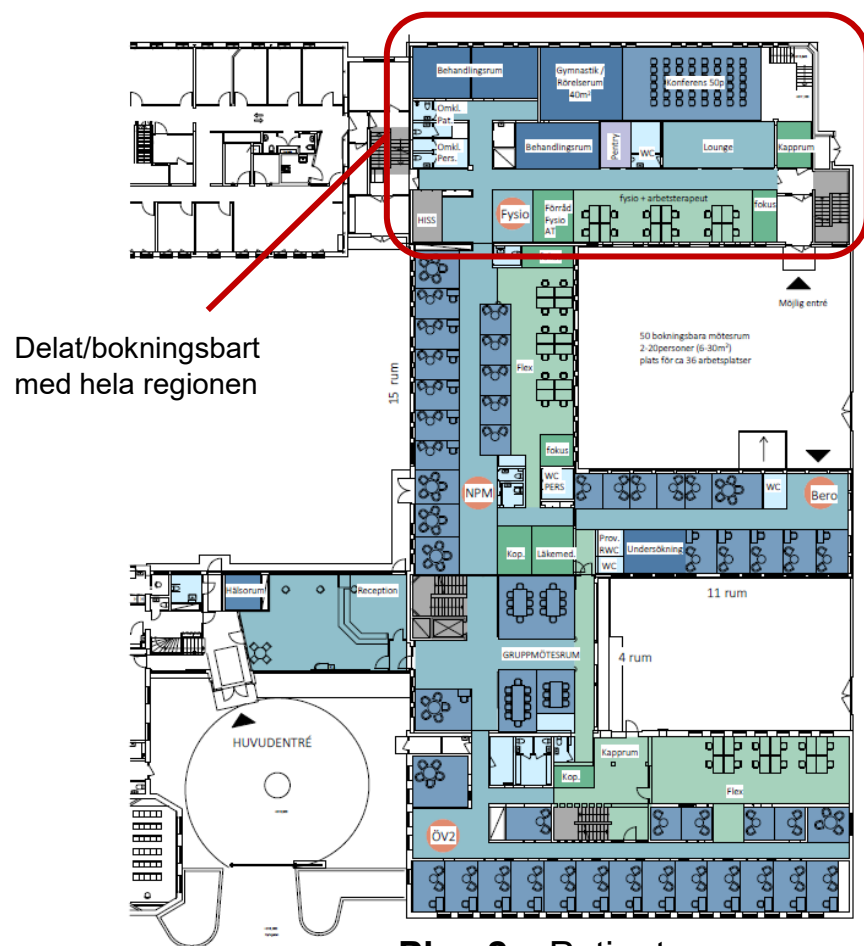 Behandlingsrum
Gymnastik /
Rörelserum
40m²
Konferens 50p
Omkl.
Pat.
Omkl.
Pers.
Behandlingsrum
Pentry
WC
Lounge
Kapprum
HISS
Fysio
Förråd
Fysio
AT
fysio + arbetsterapeut
fokus
Möjlig entré
Delat/bokningsbart
med hela regionen
50 bokningsbara mötesrum
2-20personer (6-30m²)
plats för ca 36 arbetsplatser
15 rum
Flex
fokus
NPM
WC
PERS
WC
Bero
Kop.
Läkemed.
Prov.
RWC
WC
Undersökning
Hälsorum
Reception
11 rum
GRUPPMÖTESRUM
4 rum
HUVUDENTRÉ
Kapprum
Kop.
Flex
ÖV2